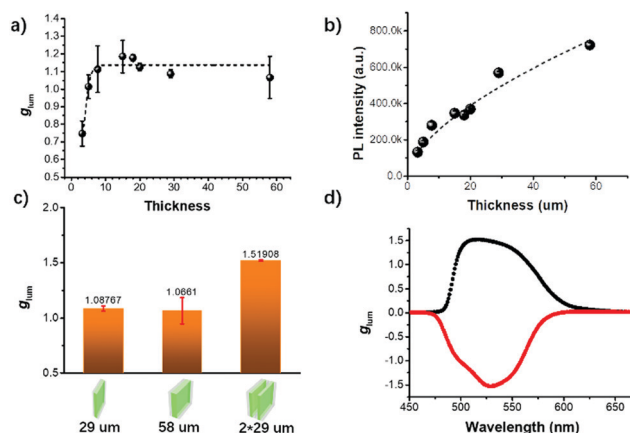 a)
1.4
1.3
1.2
1.1
1.0
0.9
0.8
0.7
0.6
0.5
g_lum
0 10 20 30 40 50 60
Thickness
b)
800.0k
600.0k
400.0k
200.0k
0.0
PL intensity (a.u.)
0 20 40 60
Thickness (um)
c)
2.0
1.5
1.0
0.5
g_lum
1.08767
1.0661
1.51908
29 um 58 um 2*29 um
d)
1.5
1.0
0.5
0.0
-0.5
-1.0
-1.5
g_lum
450 500 550 600 650
Wavelength (nm)